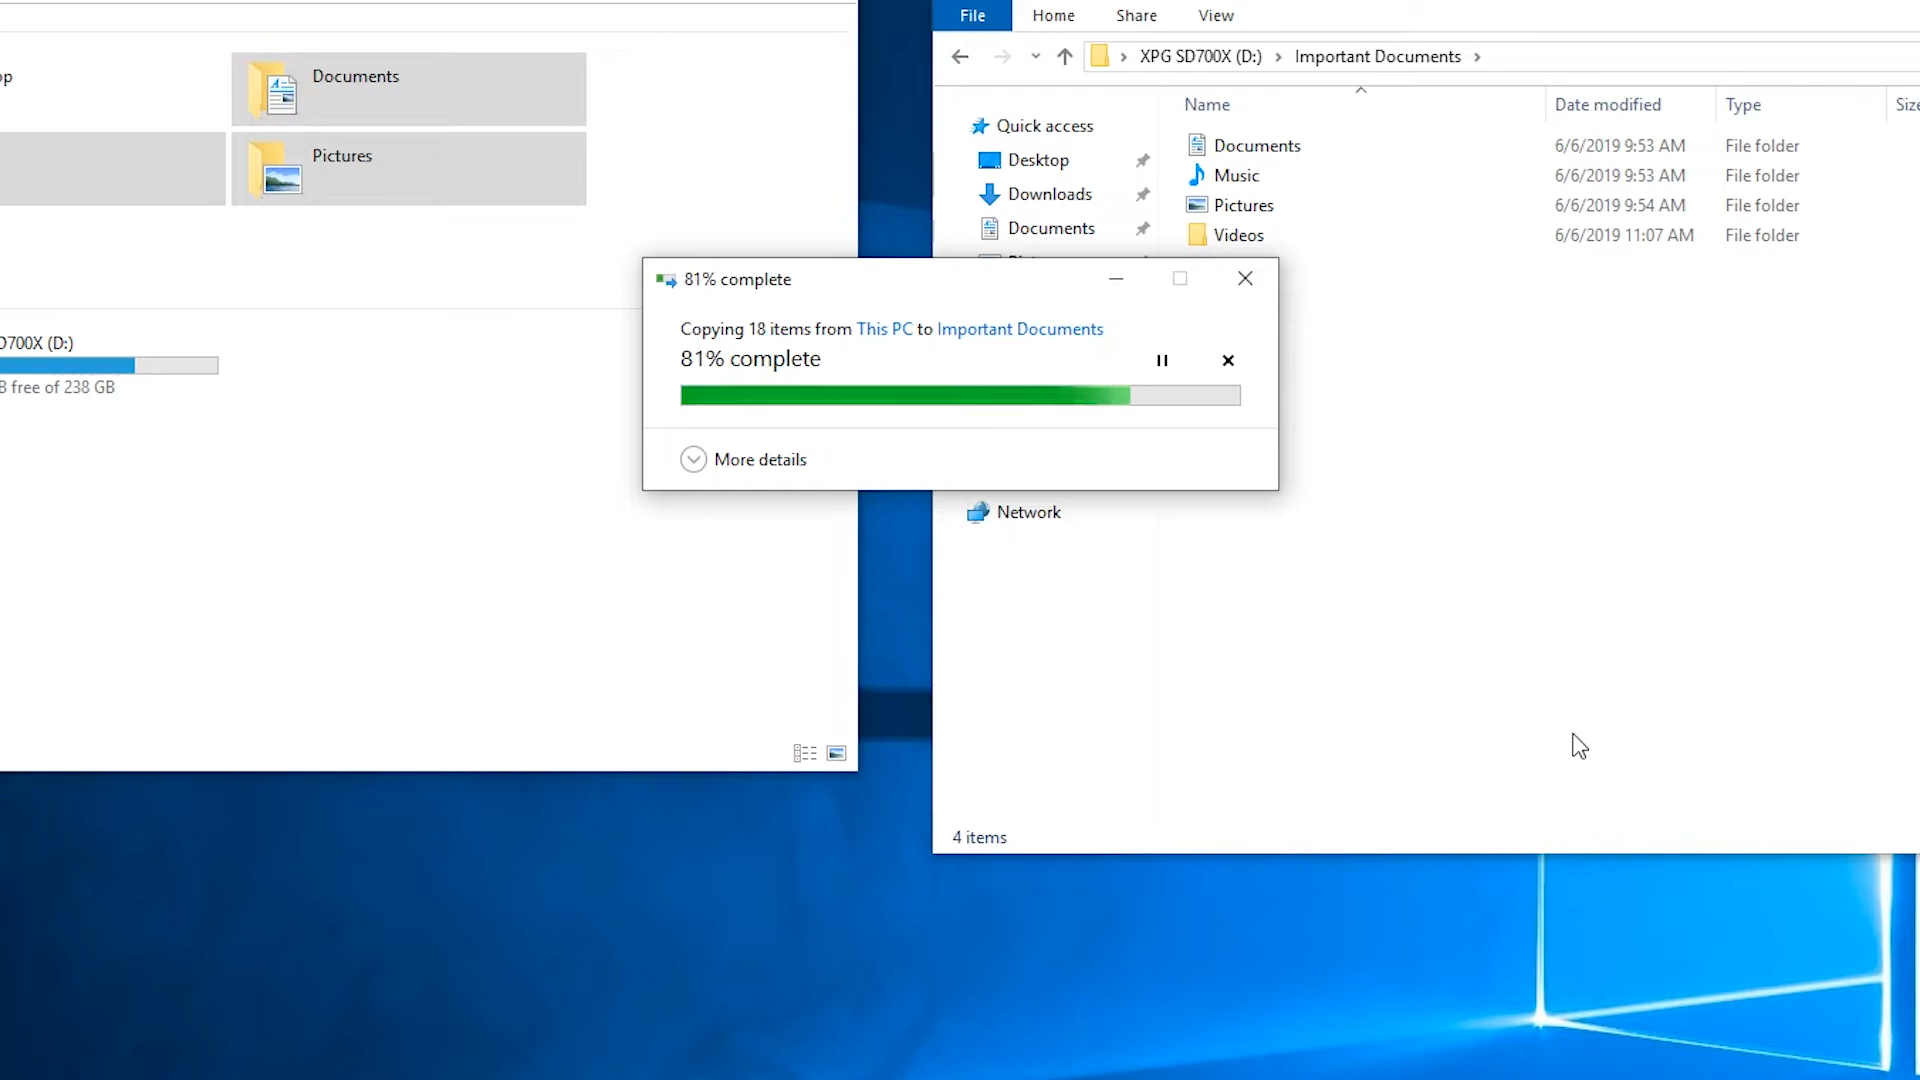 p
Documents
Pictures
D700X (D:)
B free of 238 GB
File Home Share View
XPG SD700X (D:) Important Documents
Name Date modified Type
Quick access
Desktop
Downloads
Documents
Documents 6/6/2019 9:53 AM File folder
Music 6/6/2019 9:53 AM File folder
Pictures 6/6/2019 9:54 AM File folder
Videos 6/6/2019 11:07 AM File folder
81% complete
Copying 18 items from This PC to Important Documents
81% complete
More details
Network
4 items